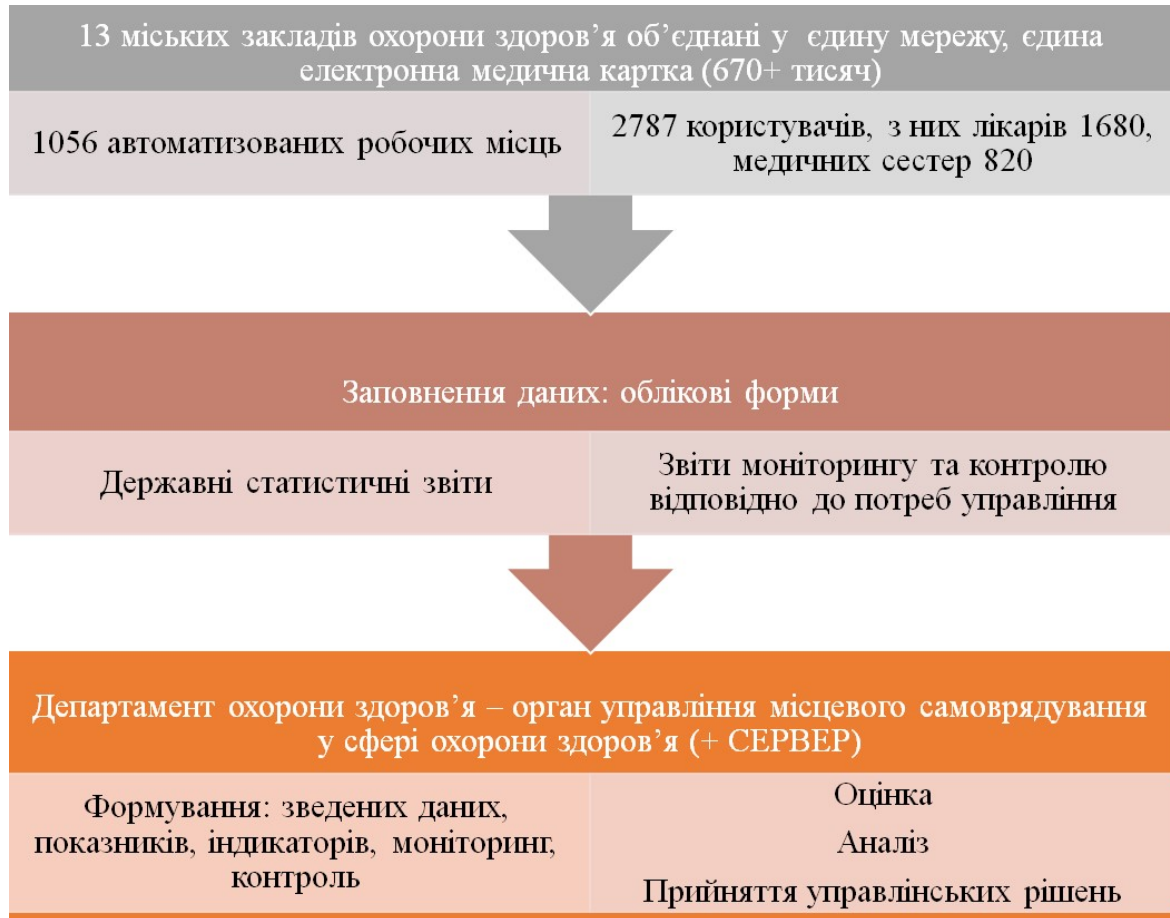 13 міських закладів охорони здоров’я об’єднані у єдину мережу, єдина
електронна медична картка (670+ тисяч)
1056 автоматизованих робочих місць
2787 користувачів, з них лікарів 1680,
медичних сестер 820
Заповнення даних: облікові форми
Державні статистичні звіти
Звіти моніторингу та контролю
відповідно до потреб управління
Департамент охорони здоров’я – орган управління місцевого самоврядування
у сфері охорони здоров’я (+ СЕРВЕР)
Формування: зведених даних,
показників, індикаторів, моніторинг,
контроль
Оцінка
Аналіз
Прийняття управлінських рішень